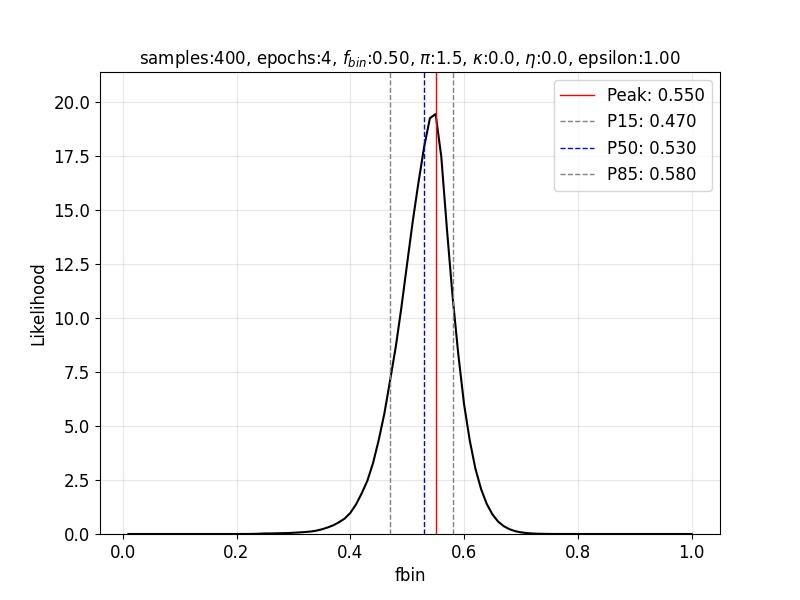 samples:400, epochs:4, f_bin:0.50, π:1.5, κ:0.0, η:0.0, epsilon:1.00
Peak: 0.550
P15: 0.470
P50: 0.530
P85: 0.580
Likelihood
20.0
17.5
15.0
12.5
10.0
7.5
5.0
2.5
0.0
0.0 0.2 0.4 0.6 0.8 1.0
fbin